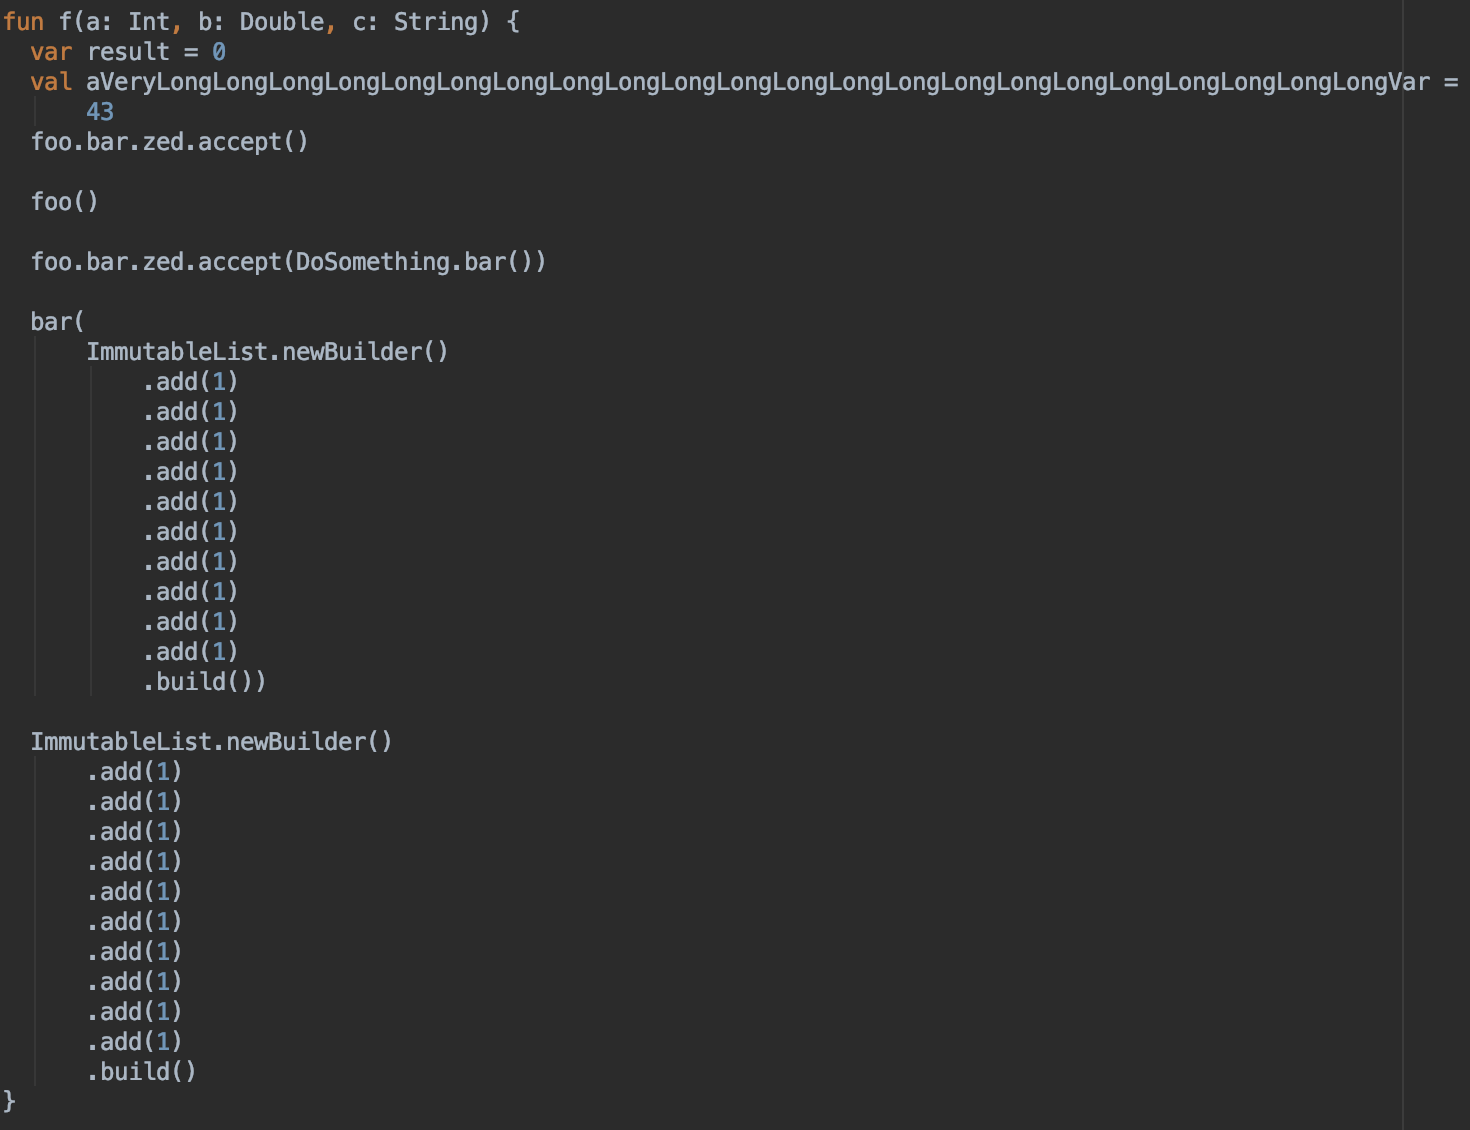 fun f(a: Int, b: Double, c: String) {
  var result = 0
  val aVeryLongLongLongLongLongLongLongLongLongLongLongLongLongLongLongLongLongLongLongLongLongLongVar =
      43
  foo.bar.zed.accept()

  foo()

  foo.bar.zed.accept(DoSomething.bar())

  bar(
      ImmutableList.newBuilder()
          .add(1)
          .add(1)
          .add(1)
          .add(1)
          .add(1)
          .add(1)
          .add(1)
          .add(1)
          .add(1)
          .add(1)
          .build())

  ImmutableList.newBuilder()
      .add(1)
      .add(1)
      .add(1)
      .add(1)
      .add(1)
      .add(1)
      .add(1)
      .add(1)
      .add(1)
      .add(1)
      .build()
}